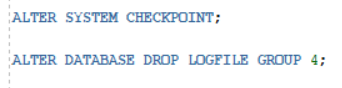 ALTER SYSTEM CHECKPOINT;
ALTER DATABASE DROP LOGFILE GROUP 4;